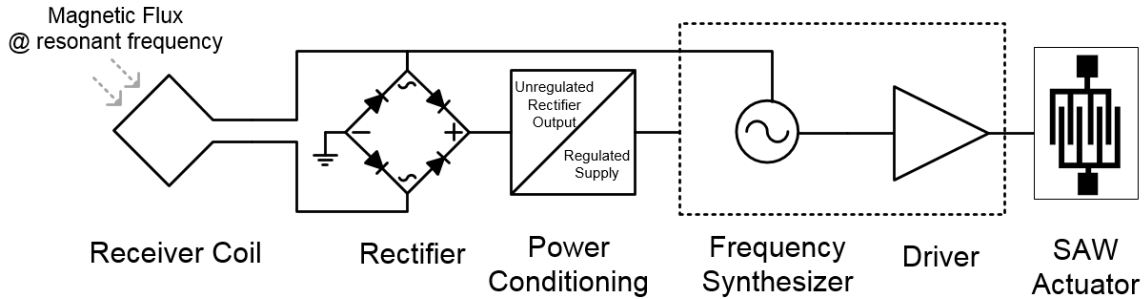 Magnetic Flux
@ resonant frequency
Unregulated
Rectifier
Output
Regulated
Supply
Receiver Coil
Rectifier
Power
Conditioning
Frequency
Synthesizer
Driver
SAW
Actuator